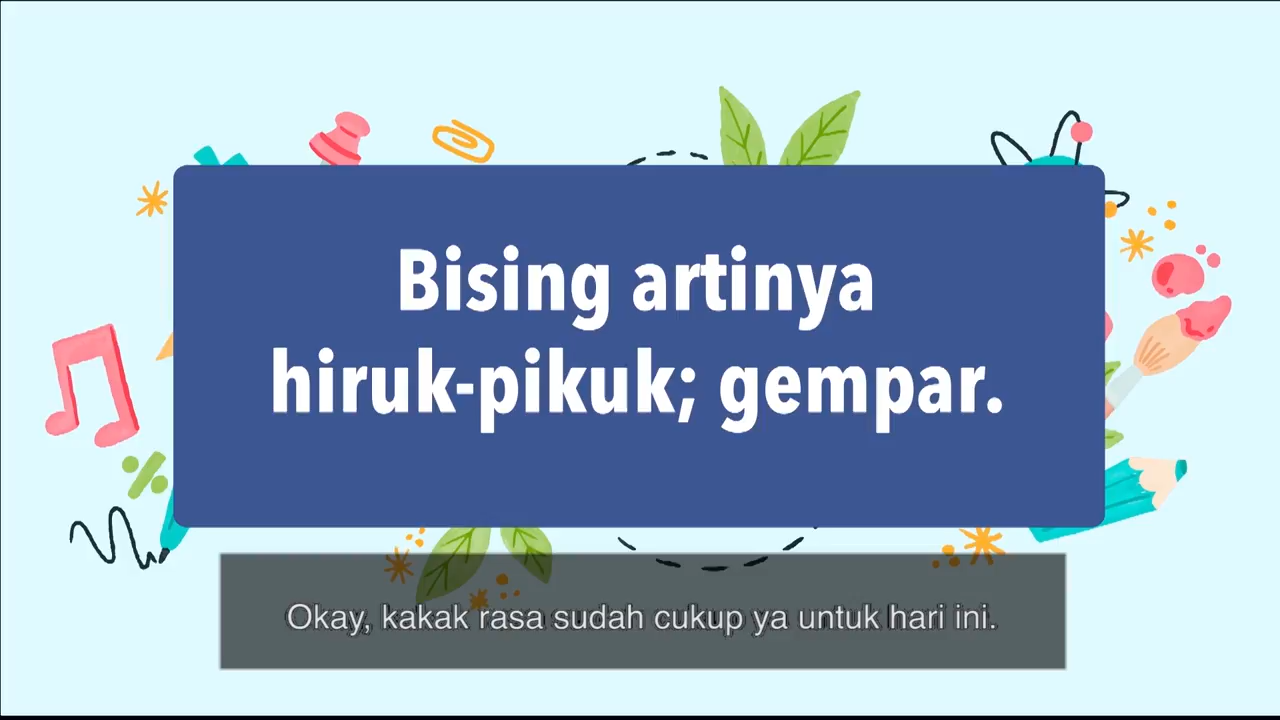 Bising artinya
hiruk-pikuk; gempar.
Okay, kakak rasa sudah cukup ya untuk hari ini.